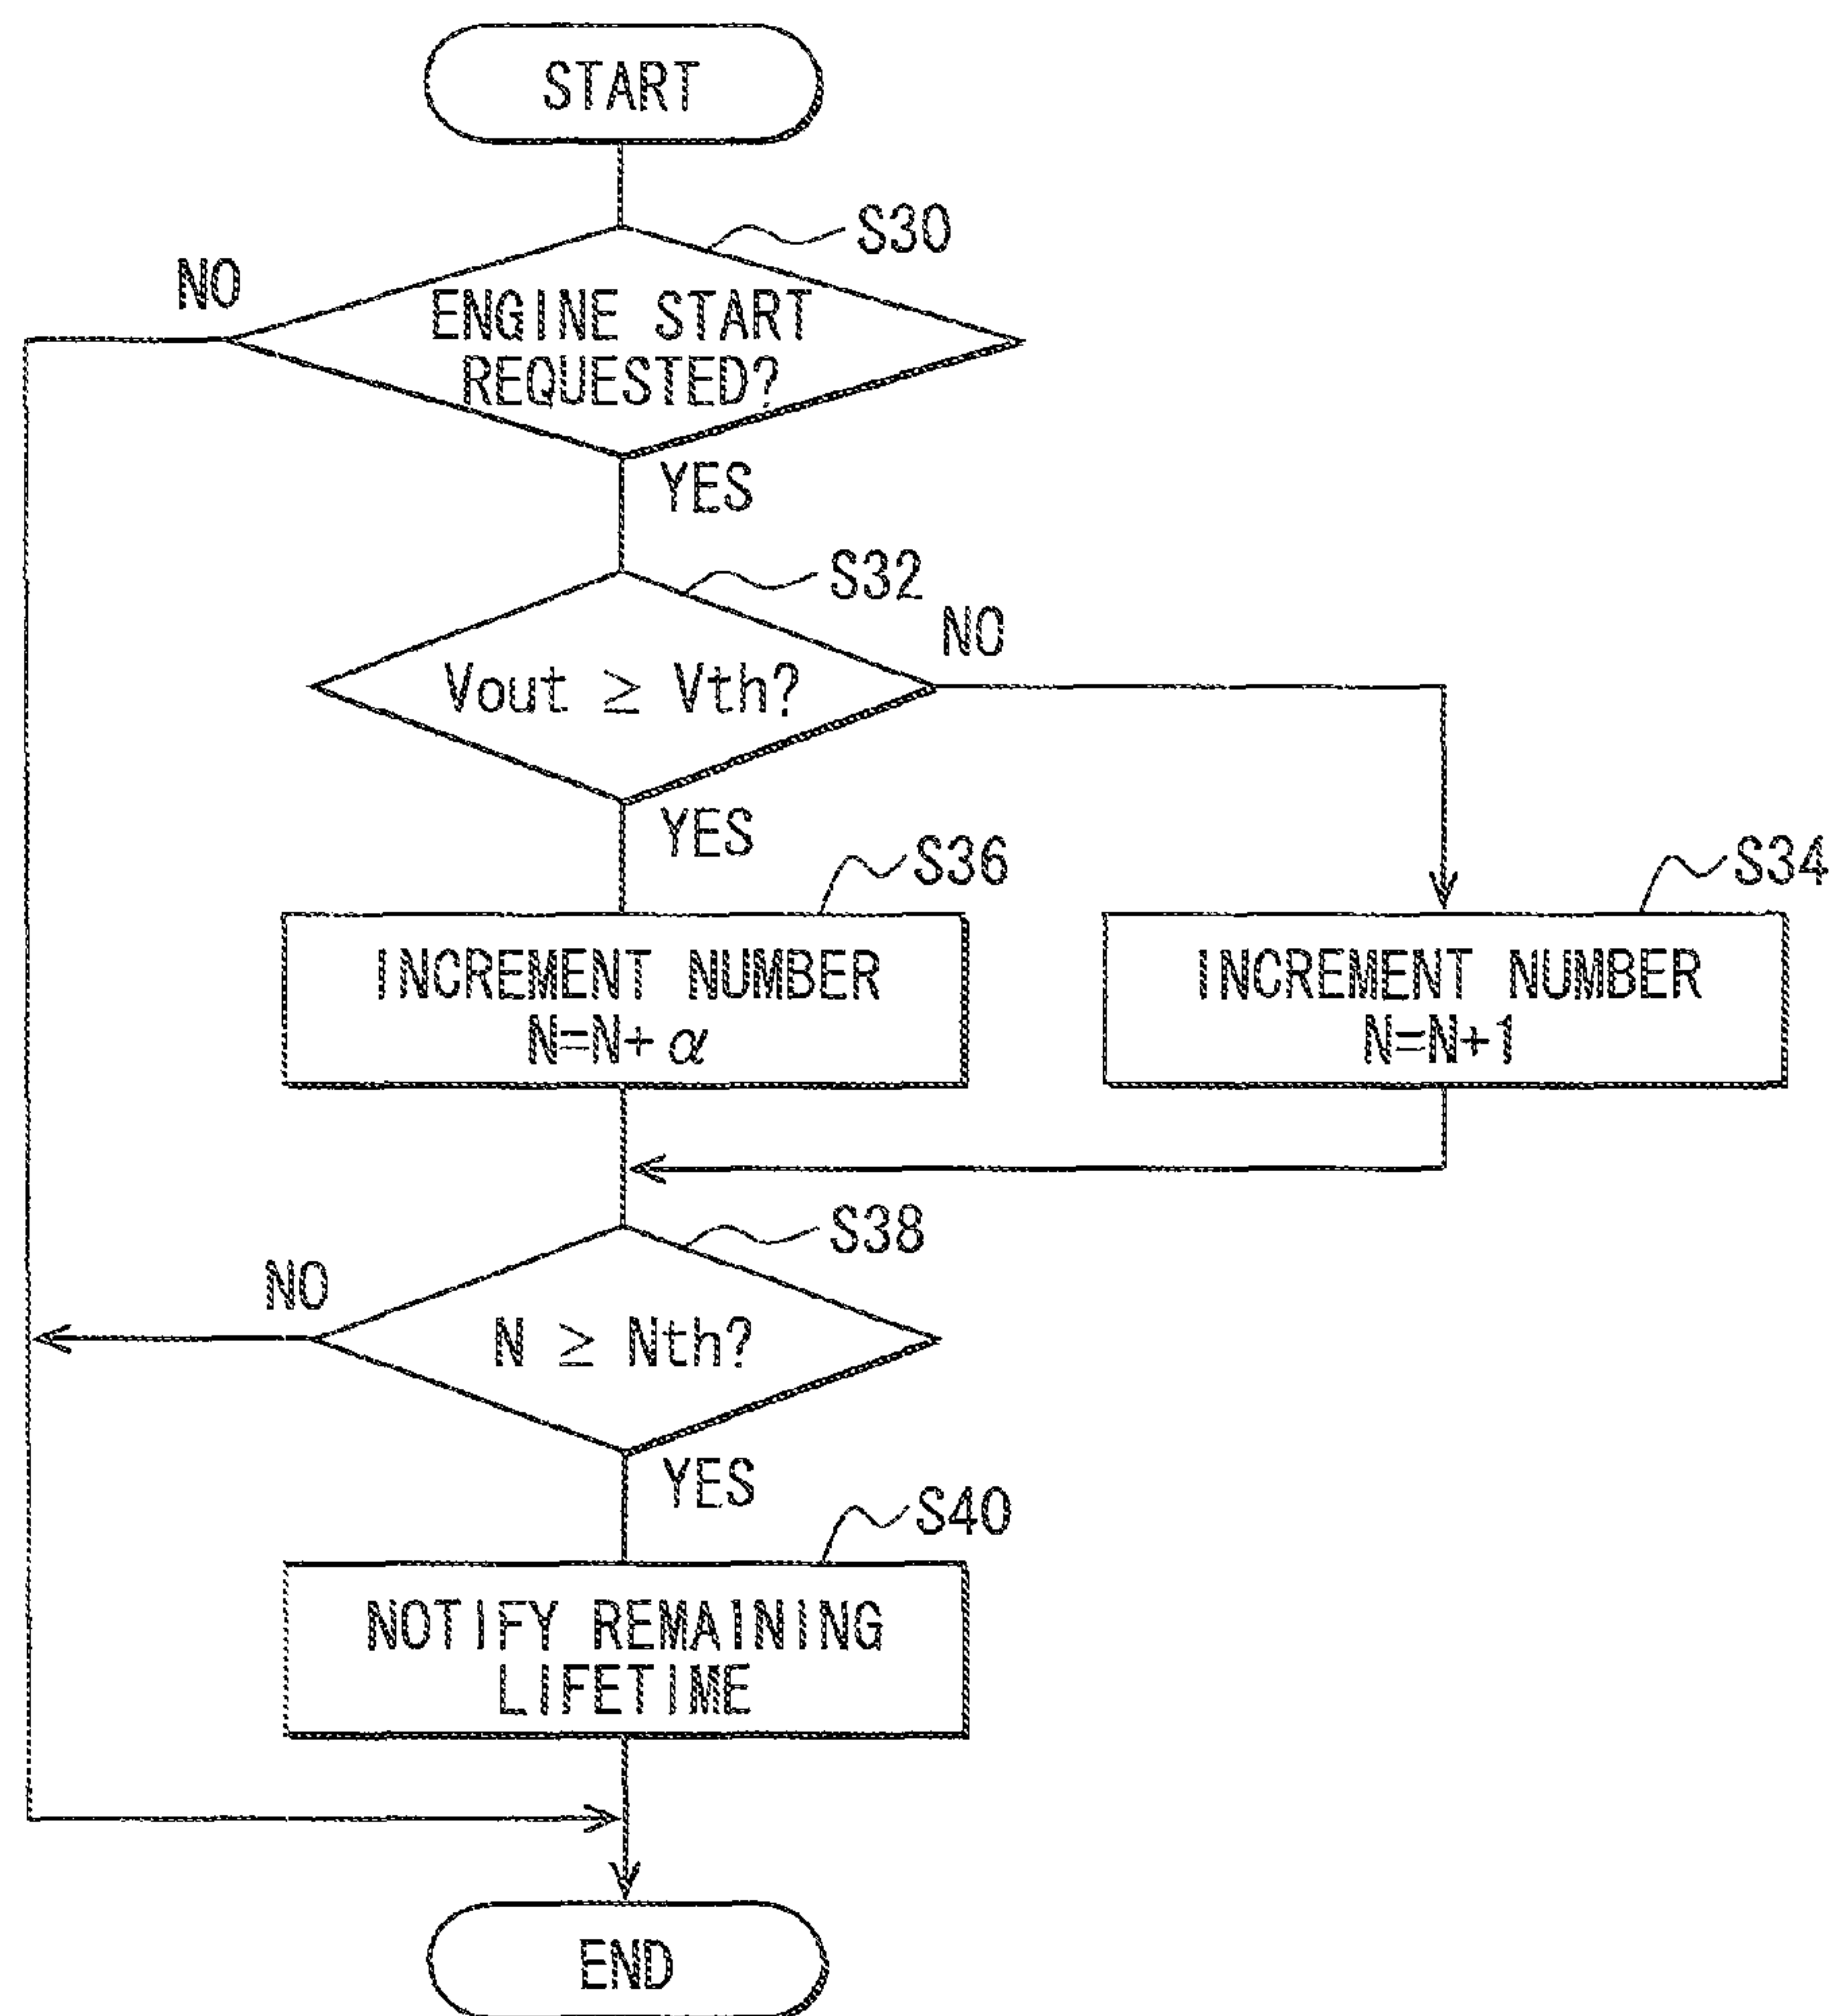 START
S30
NO
ENGINE START
REQUESTED?
YES
S32
NO
Vout ≥ Vth?
YES
S36
S34
INCREMENT NUMBER
N=N+α
INCREMENT NUMBER
N=N+1
S38
NO
N ≥ Nth?
YES
S40
NOTIFY REMAINING
LIFETIME
END